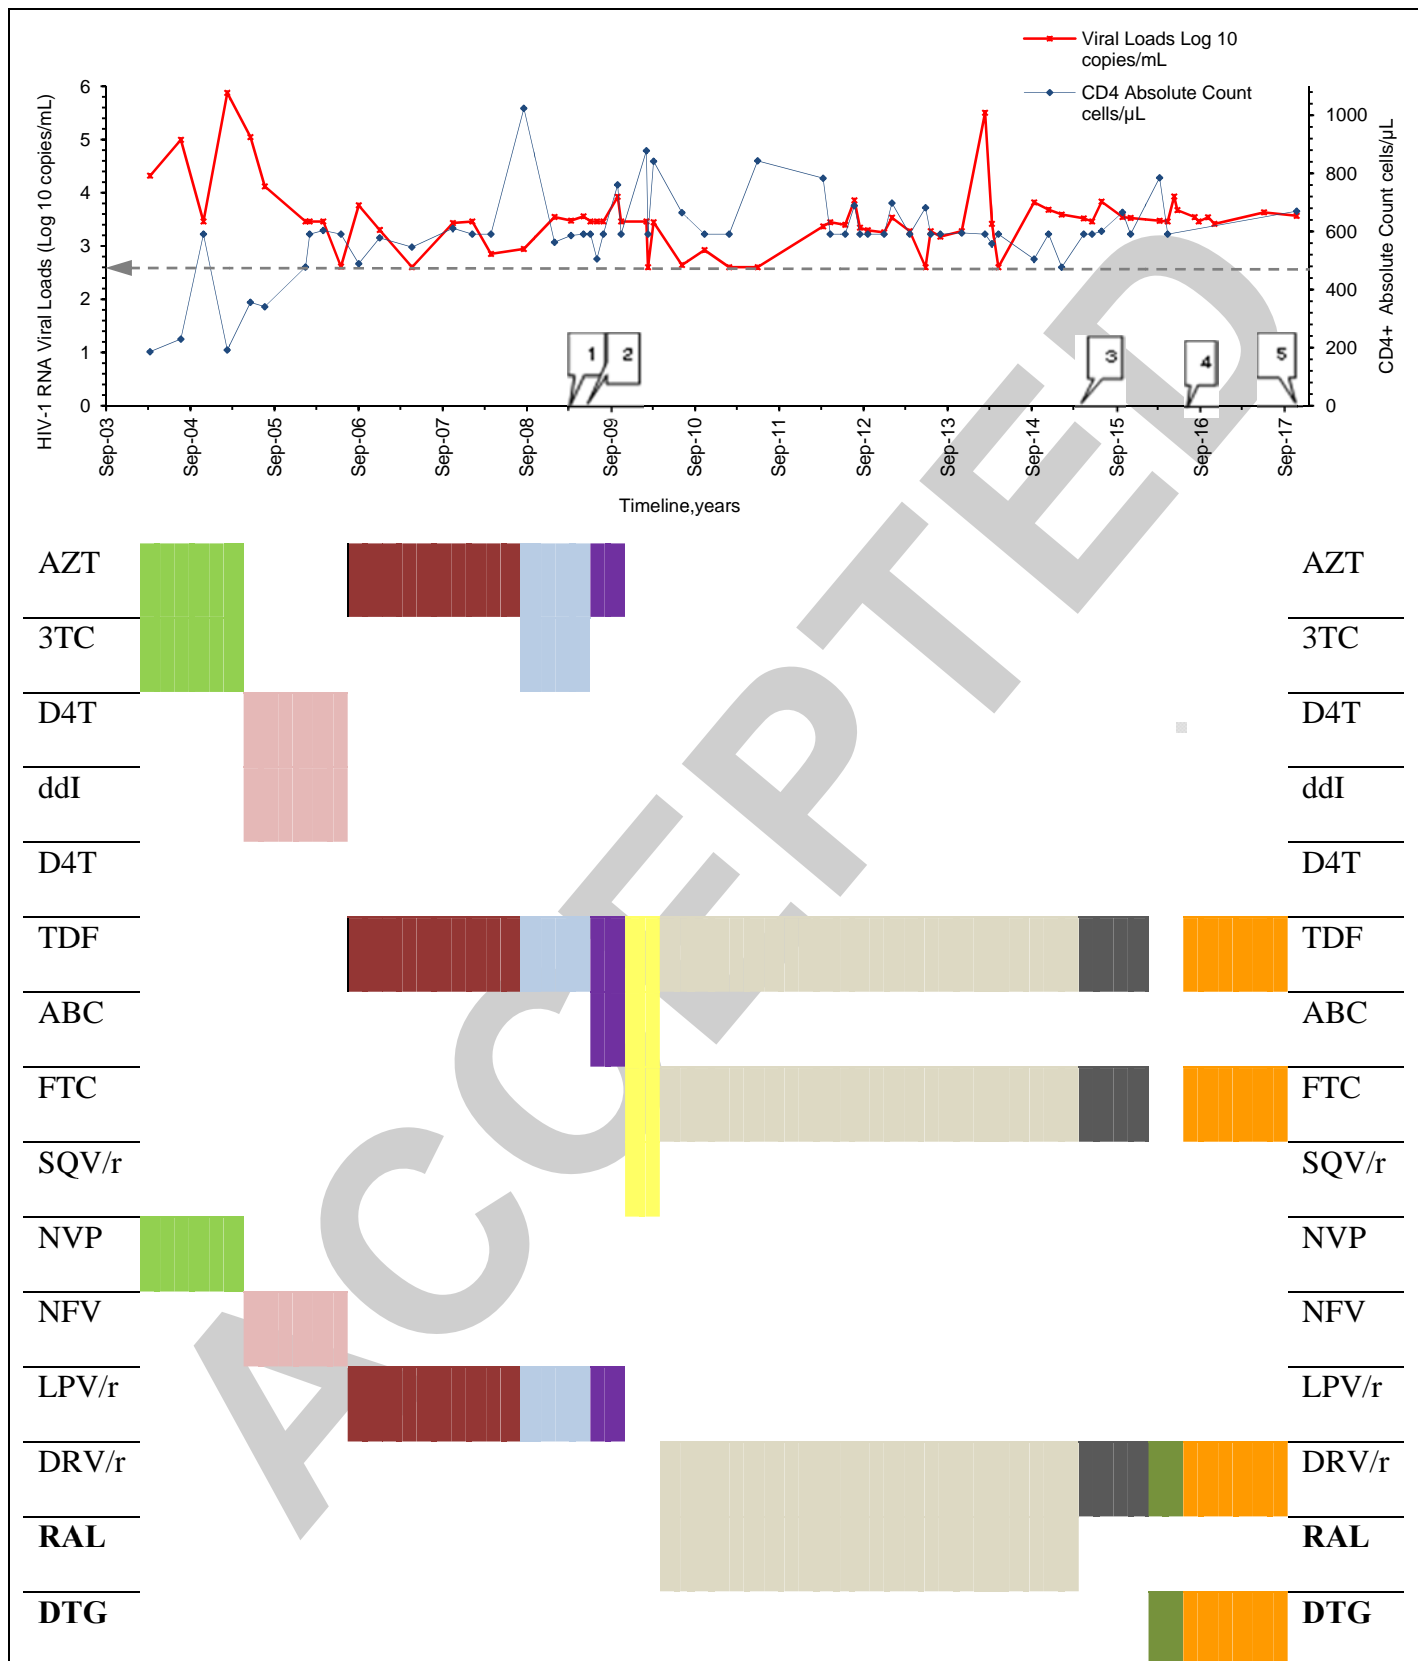 Viral Loads Log 10
copies/mL
CD4 Absolute Count
cells/µL
HIV-1 RNA Viral Loads (Log 10 copies/mL)
6
5
4
3
2
1
0
1000
800
600
400
200
0
CD4+ Absolute Count cells/µL
1
2
3
4
5
Sep-03
Sep-04
Sep-05
Sep-06
Sep-07
Sep-08
Sep-09
Sep-10
Sep-11
Sep-12
Sep-13
Sep-14
Sep-15
Sep-16
Sep-17
Timeline,years
AZT AZT
3TC 3TC
D4T D4T
ddI ddI
D4T D4T
TDF TDF
ABC ABC
FTC FTC
SQV/r SQV/r
NVP NVP
NFV NFV
LPV/r LPV/r
DRV/r DRV/r
RAL RAL
DTG DTG
ACCEPTED